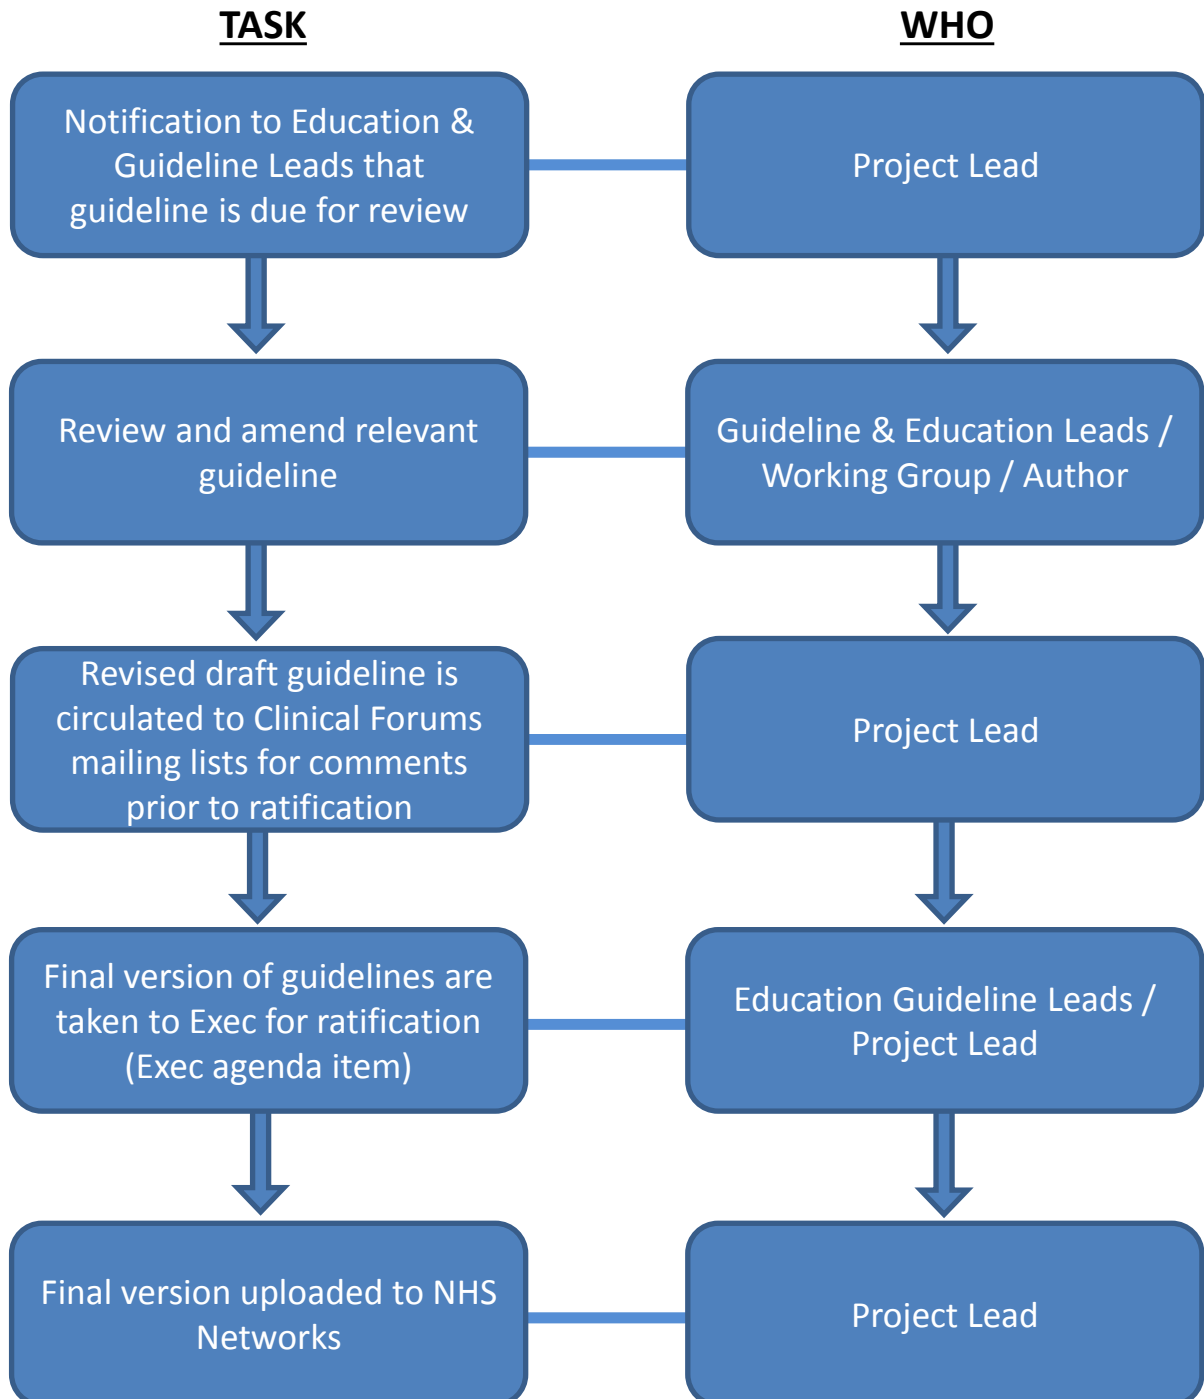 TASK
WHO
Notification to Education &
Guideline Leads that
guideline is due for review
Project Lead
Review and amend relevant
guideline
Guideline & Education Leads /
Working Group / Author
Revised draft guideline is
circulated to Clinical Forums
mailing lists for comments
prior to ratification
Project Lead
Final version of guidelines are
taken to Exec for ratification
(Exec agenda item)
Education Guideline Leads /
Project Lead
Final version uploaded to NHS
Networks
Project Lead